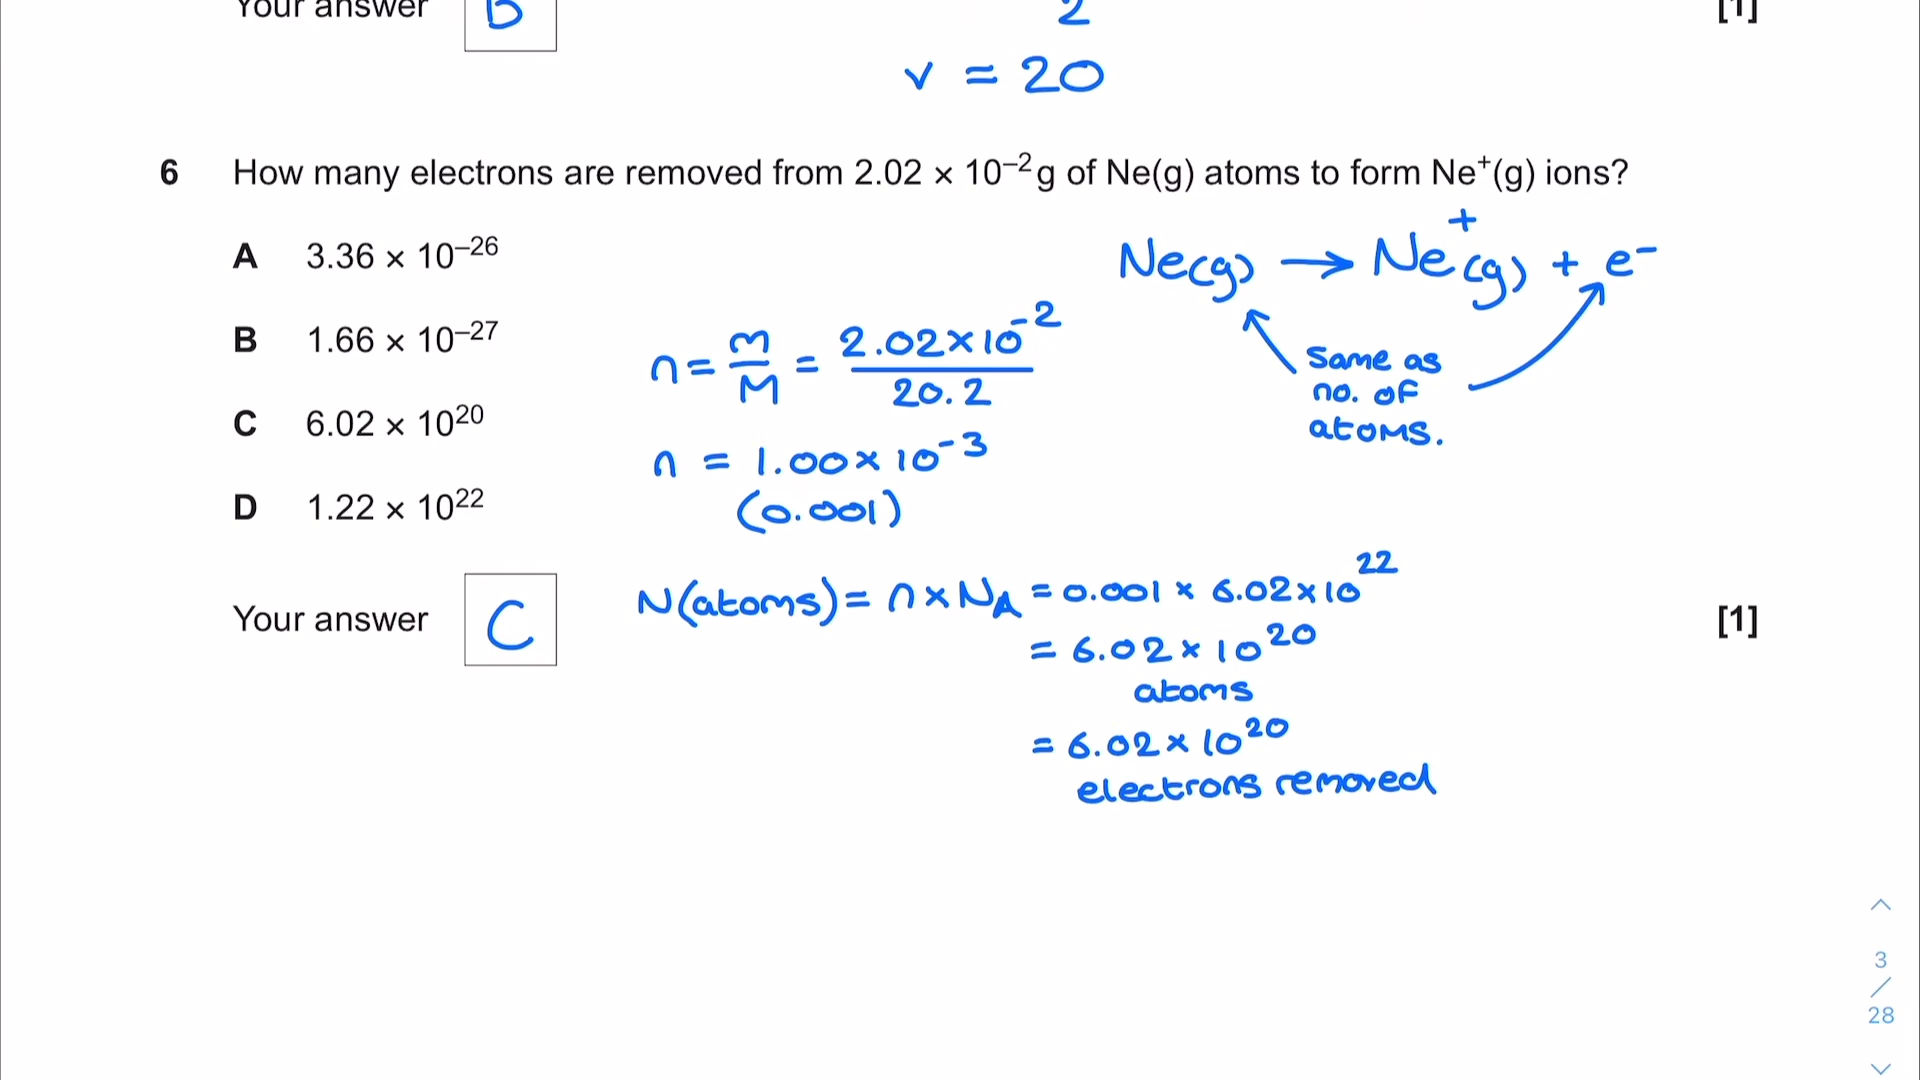 Your answer B 2 [1]
v = 20
6 How many electrons are removed from 2.02 × 10⁻² g of Ne(g) atoms to form Ne⁺(g) ions?
A 3.36 × 10⁻²⁶
Ne(g) → Ne⁺(g) + e⁻
B 1.66 × 10⁻²⁷
n = m/M = 2.02 × 10⁻² / 20.2
same as
no. of
atoms.
C 6.02 × 10²⁰
n = 1.00 × 10⁻³
(0.001)
D 1.22 × 10²²
Your answer C [1]
N(atoms) = n × NA = 0.001 × 6.02 × 10²²
= 6.02 × 10²⁰
atoms
= 6.02 × 10²⁰
electrons removed
3
/
28